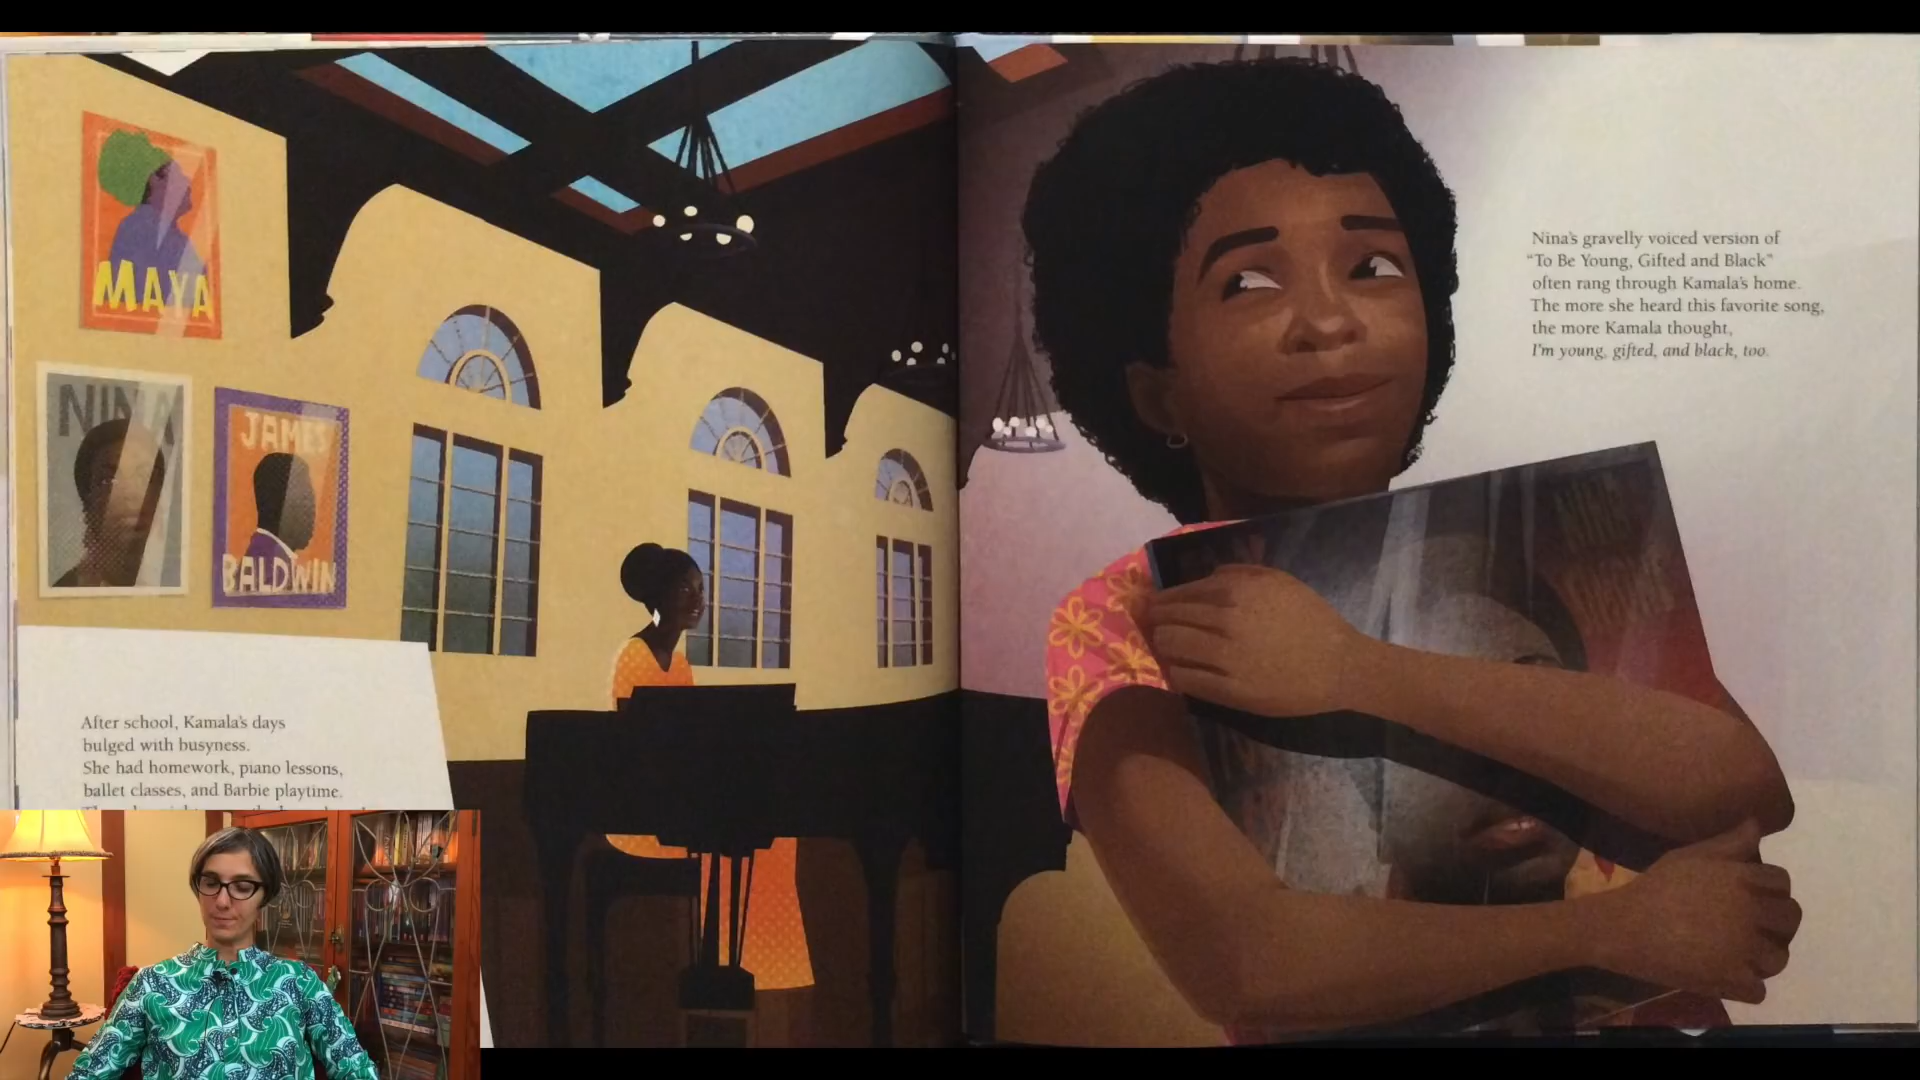 MAYA
NINA
JAMES
BALDWIN
After school, Kamala's days
bulged with busyness.
She had homework, piano lessons,
ballet classes, and Barbie playtime.
Nina's gravelly voiced version of
“To Be Young, Gifted and Black”
often rang through Kamala's home.
The more she heard this favorite song,
the more Kamala thought,
I'm young, gifted, and black, too.